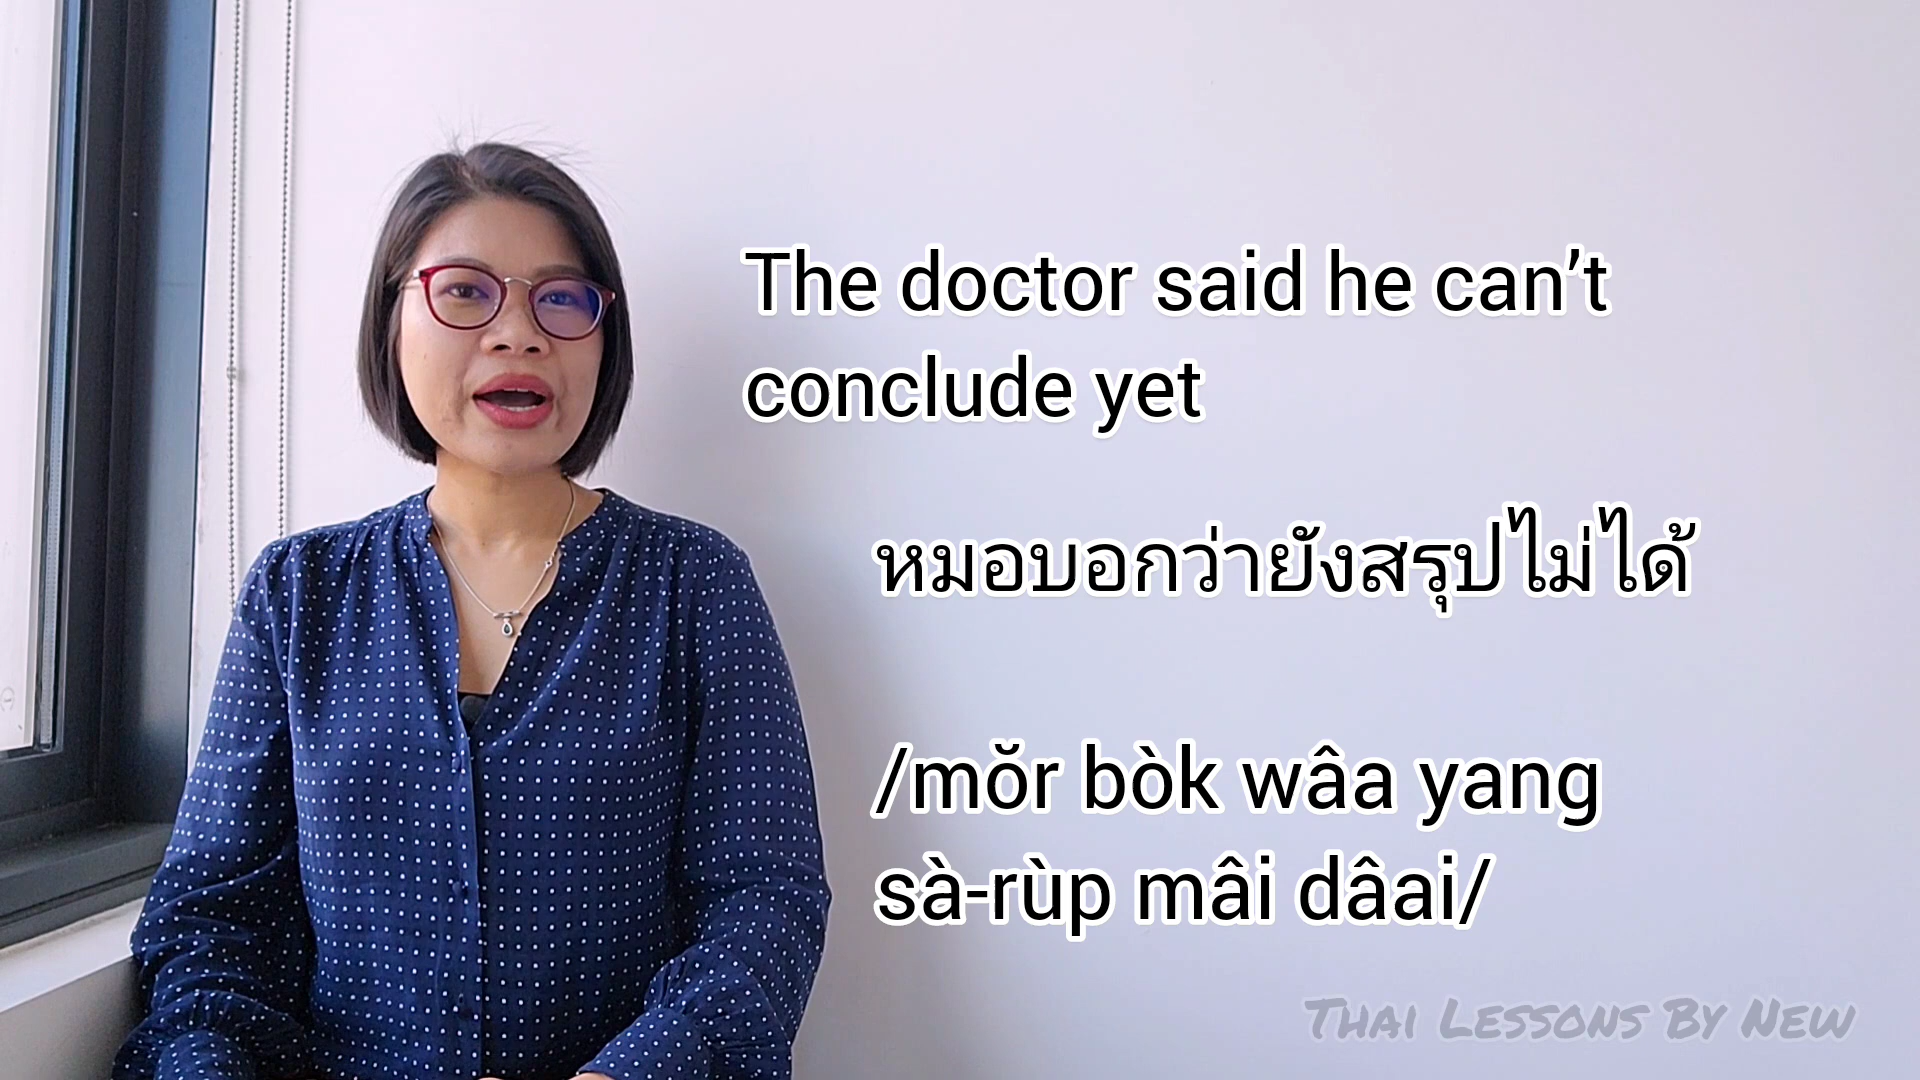 The doctor said he can’t
conclude yet
หมอบอกว่ายังสรุปไม่ได้
/mŏr bòk wâa yang
sà-rùp mâi dâai/
Thai Lessons By New